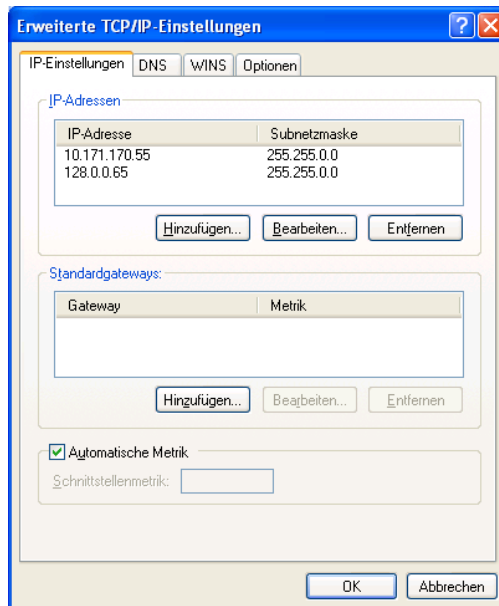 Erweiterte TCP/IP-Einstellungen
IP-Einstellungen DNS WINS Optionen
IP-Adressen
IP-Adresse Subnetzmaske
10.171.170.55 255.255.0.0
128.0.0.65 255.255.0.0
Hinzufügen... Bearbeiten... Entfernen
Standardgateways:
Gateway Metrik
Hinzufügen... Bearbeiten... Entfernen
Automatische Metrik
Schnittstellenmetrik:
OK Abbrechen